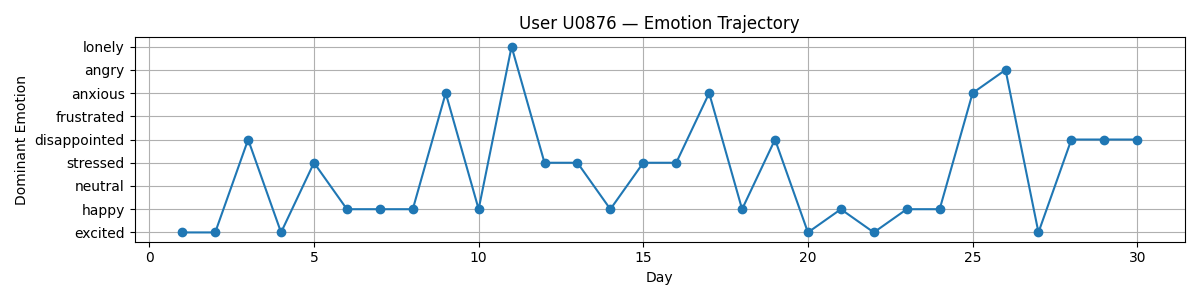 User U0876 — Emotion Trajectory
Dominant Emotion
lonely
angry
anxious
frustrated
disappointed
stressed
neutral
happy
excited
0 5 10 15 20 25 30
Day